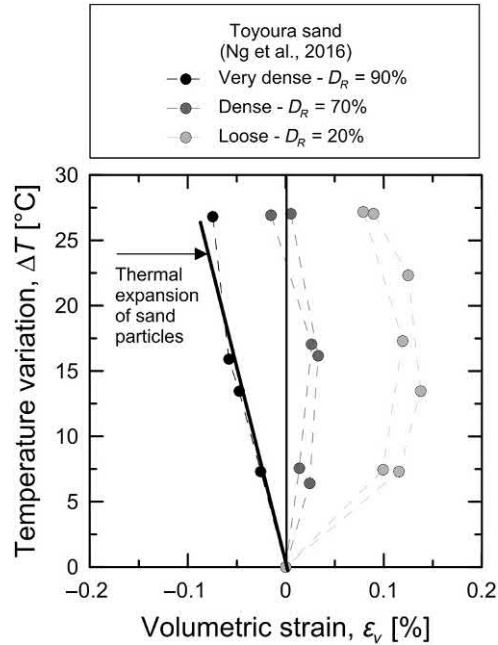 Toyoura sand
(Ng et al., 2016)
Very dense - D_R = 90%
Dense - D_R = 70%
Loose - D_R = 20%
30
25
20
15
10
5
0
Temperature variation, ΔT [°C]
Thermal
expansion
of sand
particles
−0.2
−0.1
0
0.1
0.2
Volumetric strain, ε_v [%]